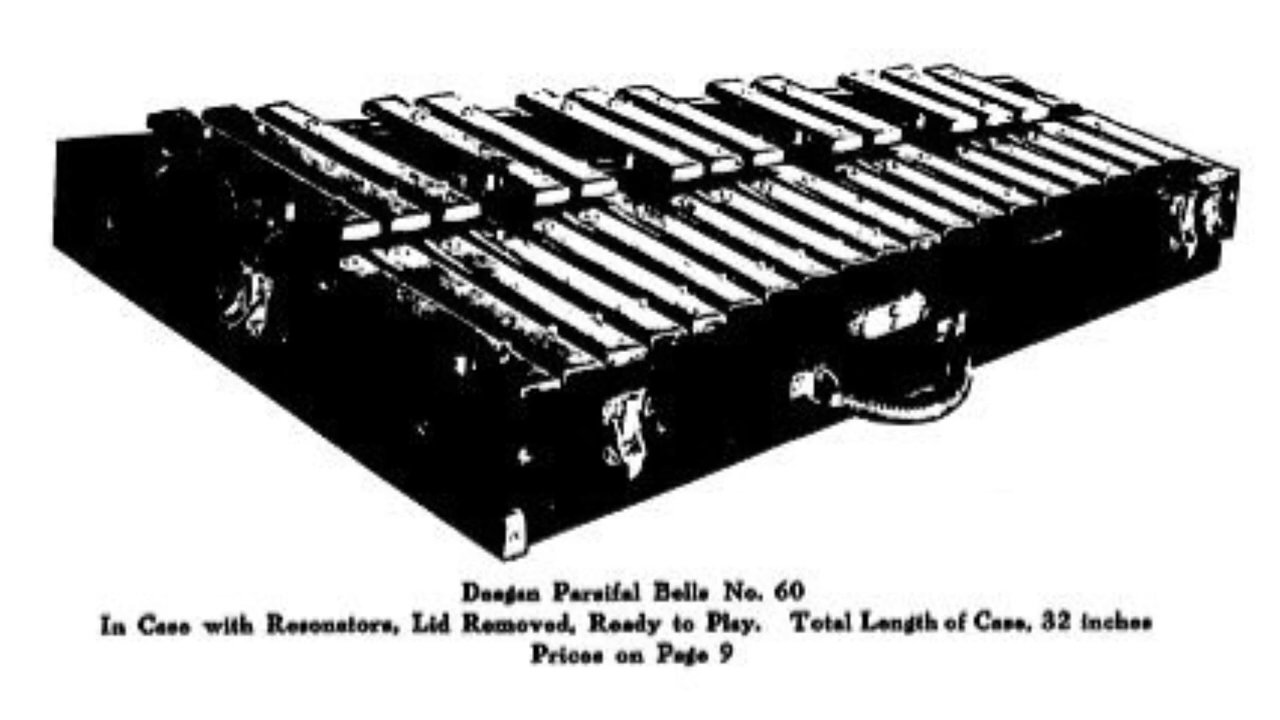 Deagan Parsifal Bells No. 60
In Case with Resonators, Lid Removed, Ready to Play. Total Length of Case, 32 inches
Prices on Page 9